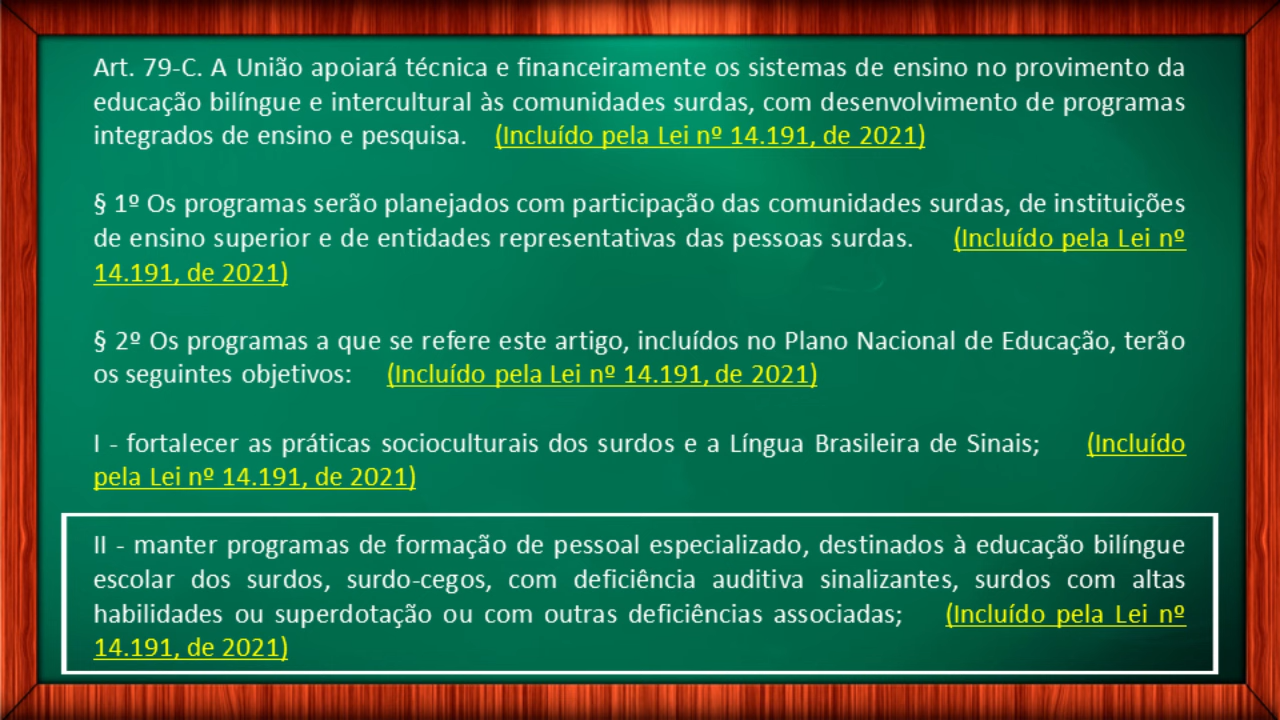 Art. 79-C. A União apoiará técnica e financeiramente os sistemas de ensino no provimento da
educação bilíngue e intercultural às comunidades surdas, com desenvolvimento de programas
integrados de ensino e pesquisa. (Incluído pela Lei nº 14.191, de 2021)
§ 1º Os programas serão planejados com participação das comunidades surdas, de instituições
de ensino superior e de entidades representativas das pessoas surdas. (Incluído pela Lei nº
14.191, de 2021)
§ 2º Os programas a que se refere este artigo, incluídos no Plano Nacional de Educação, terão
os seguintes objetivos: (Incluído pela Lei nº 14.191, de 2021)
I - fortalecer as práticas socioculturais dos surdos e a Língua Brasileira de Sinais; (Incluído
pela Lei nº 14.191, de 2021)
II - manter programas de formação de pessoal especializado, destinados à educação bilíngue
escolar dos surdos, surdo-cegos, com deficiência auditiva sinalizantes, surdos com altas
habilidades ou superdotação ou com outras deficiências associadas; (Incluído pela Lei nº
14.191, de 2021)